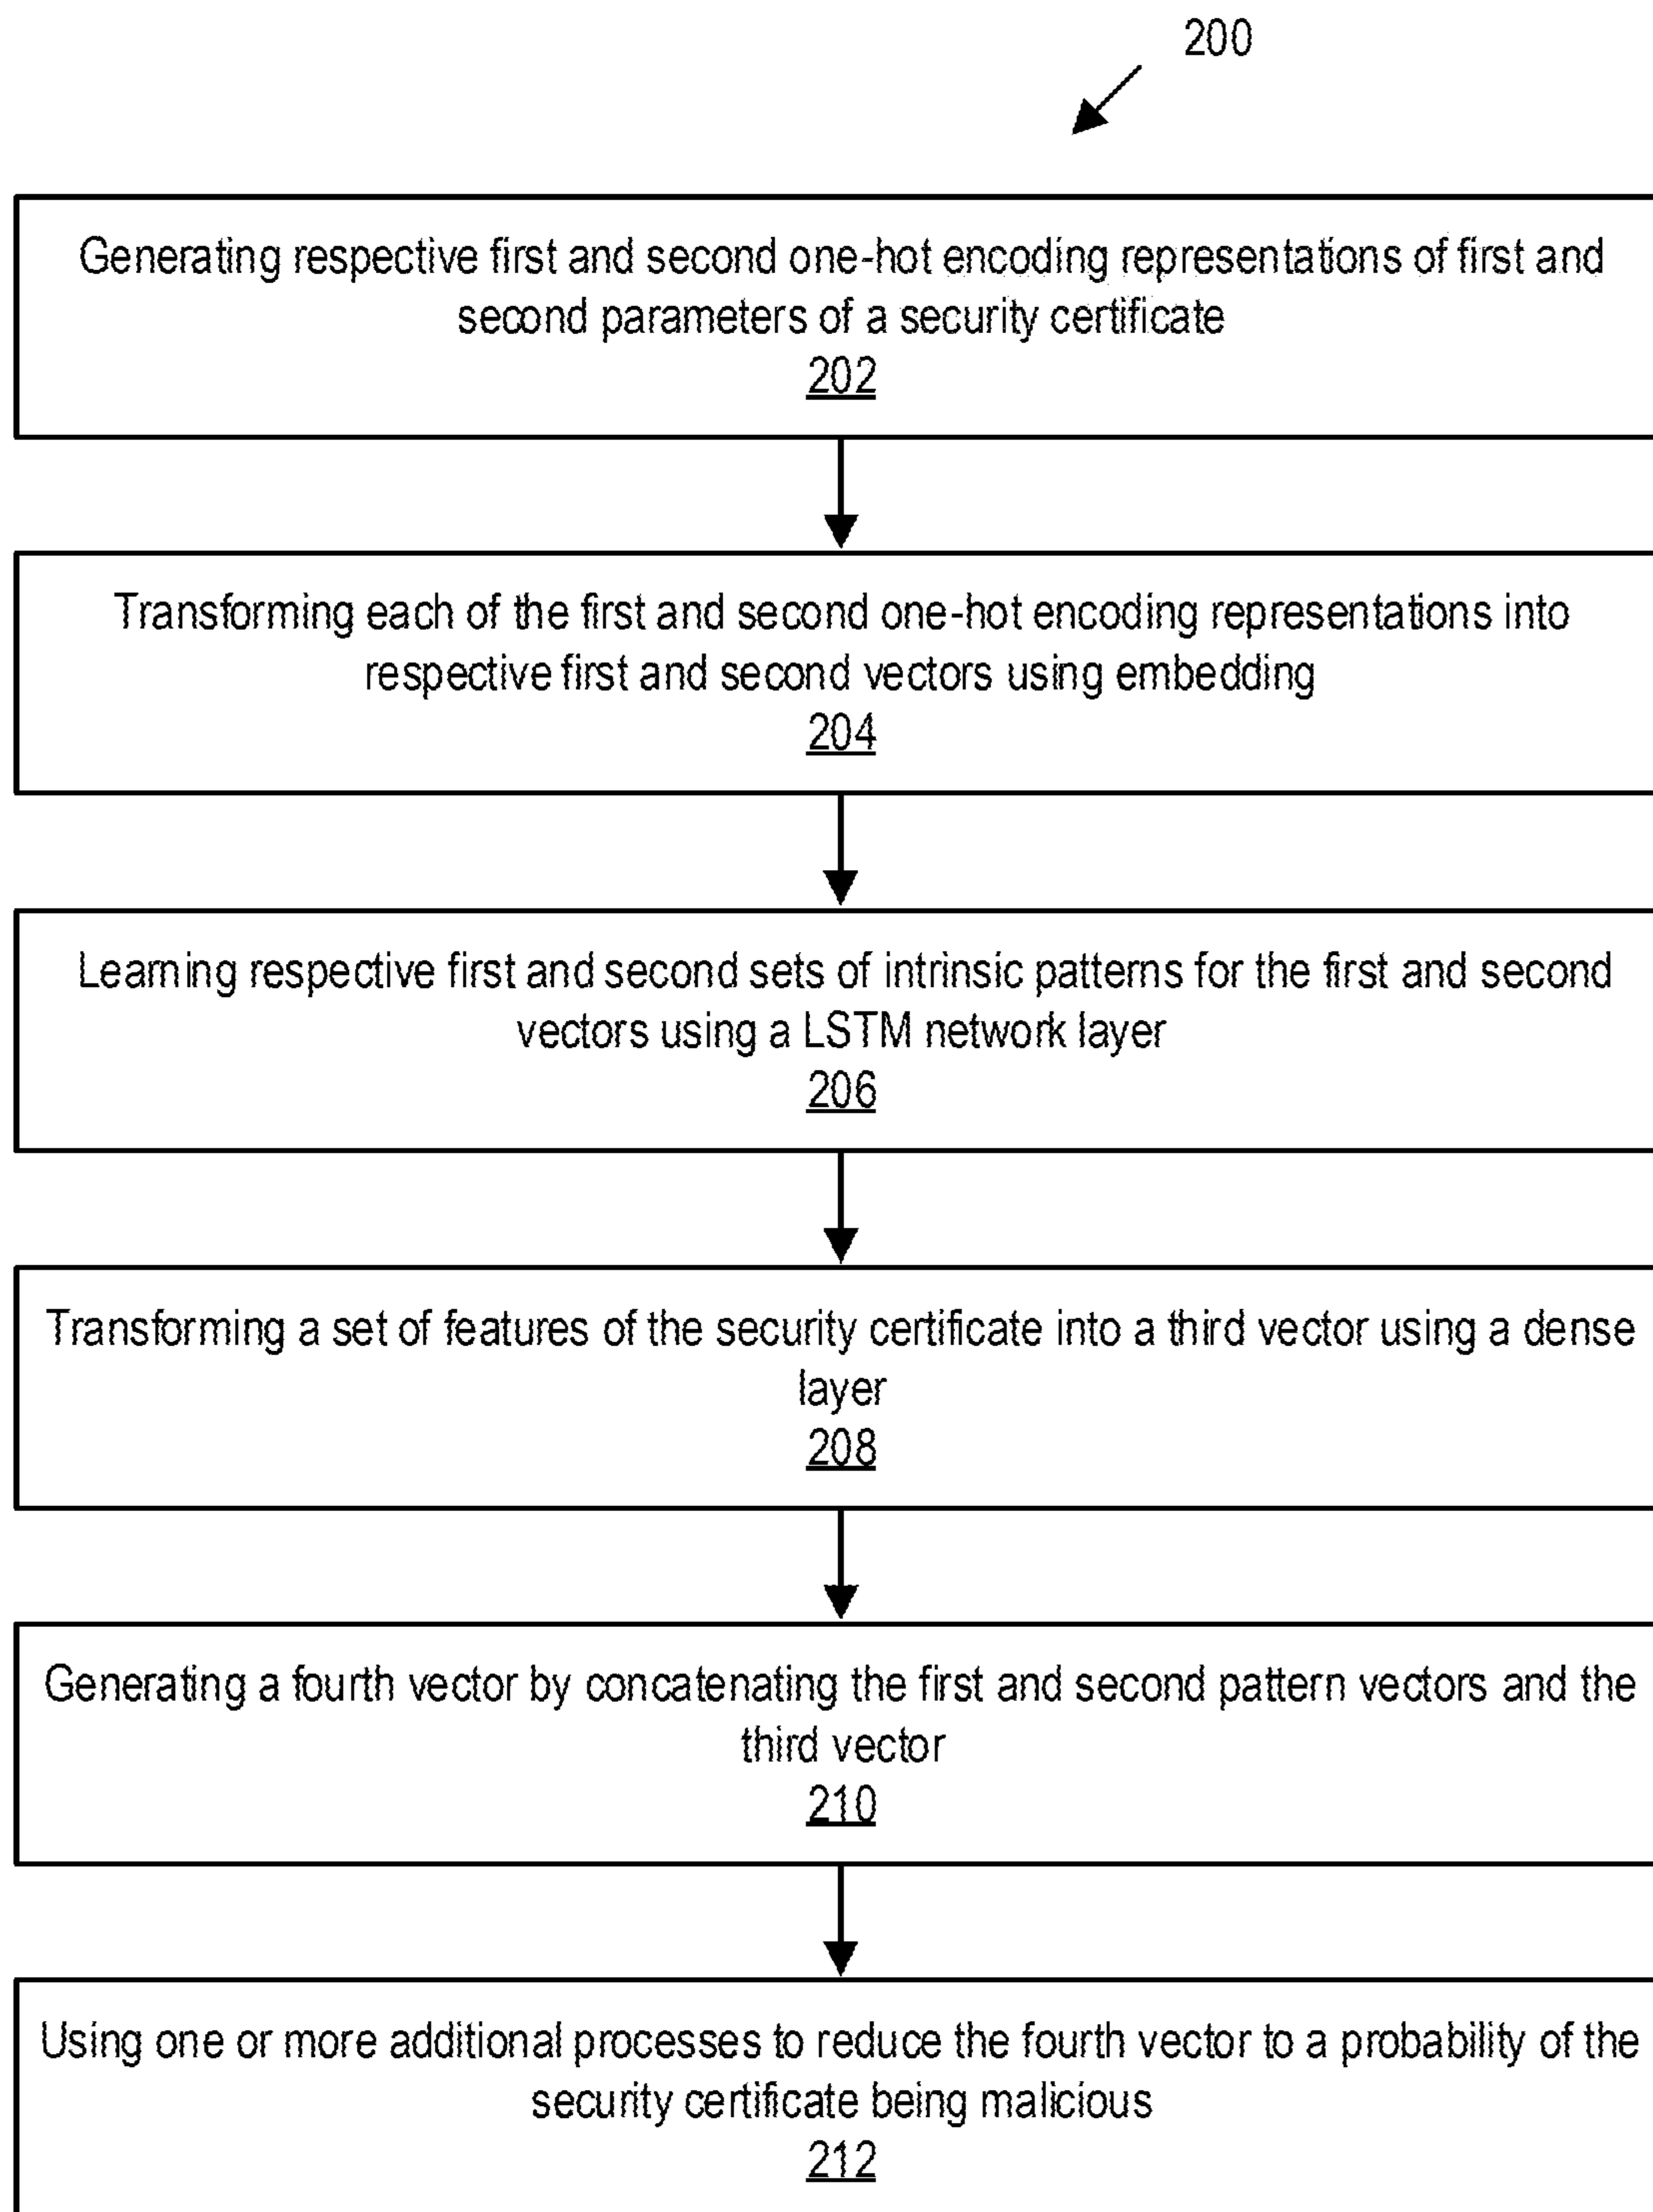 200
Generating respective first and second one-hot encoding representations of first and
second parameters of a security certificate
202
Transforming each of the first and second one-hot encoding representations into
respective first and second vectors using embedding
204
Learning respective first and second sets of intrinsic patterns for the first and second
vectors using a LSTM network layer
206
Transforming a set of features of the security certificate into a third vector using a dense
layer
208
Generating a fourth vector by concatenating the first and second pattern vectors and the
third vector
210
Using one or more additional processes to reduce the fourth vector to a probability of the
security certificate being malicious
212